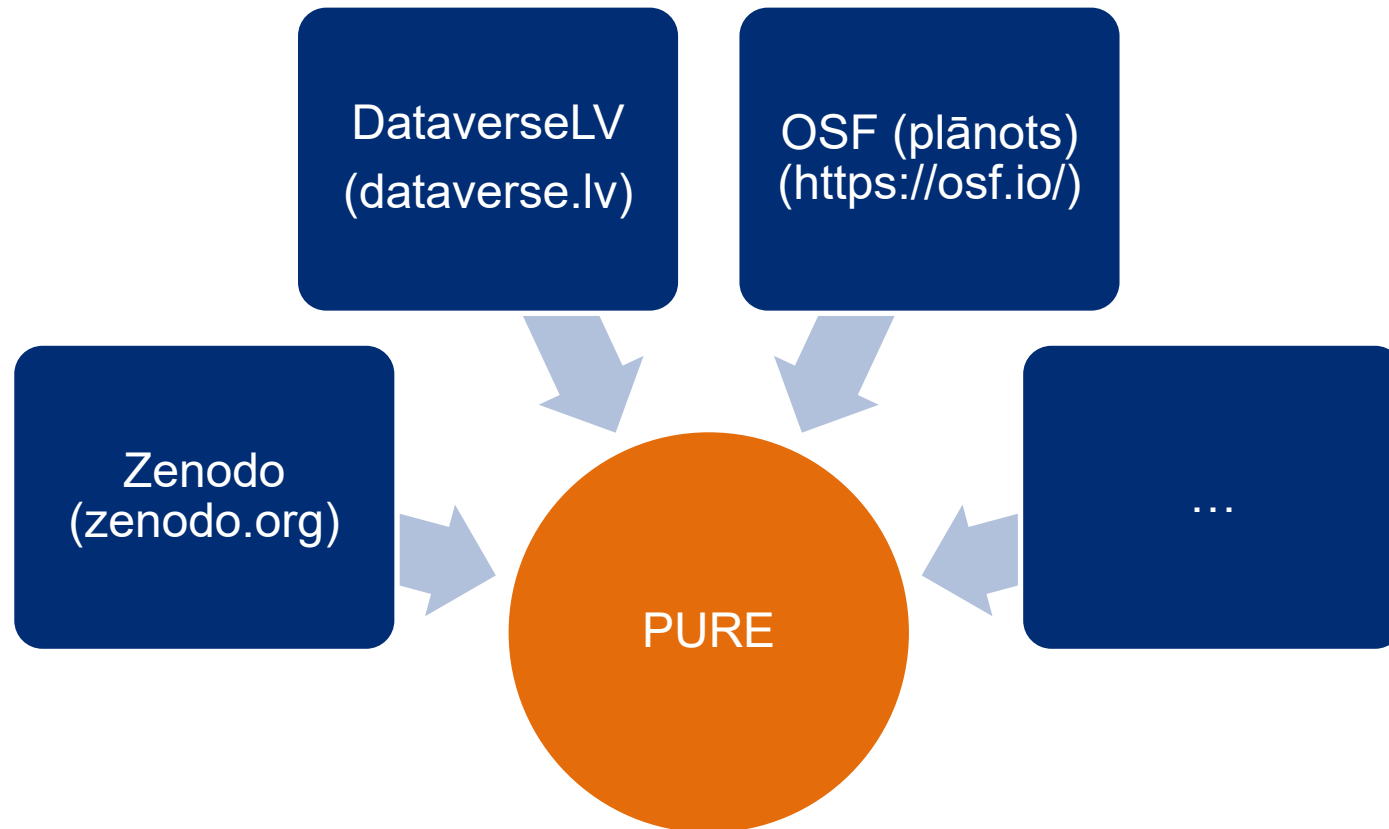 DataverseLV
(dataverse.lv)
OSF (plānots)
(https://osf.io/)
Zenodo
(zenodo.org)
…
PURE